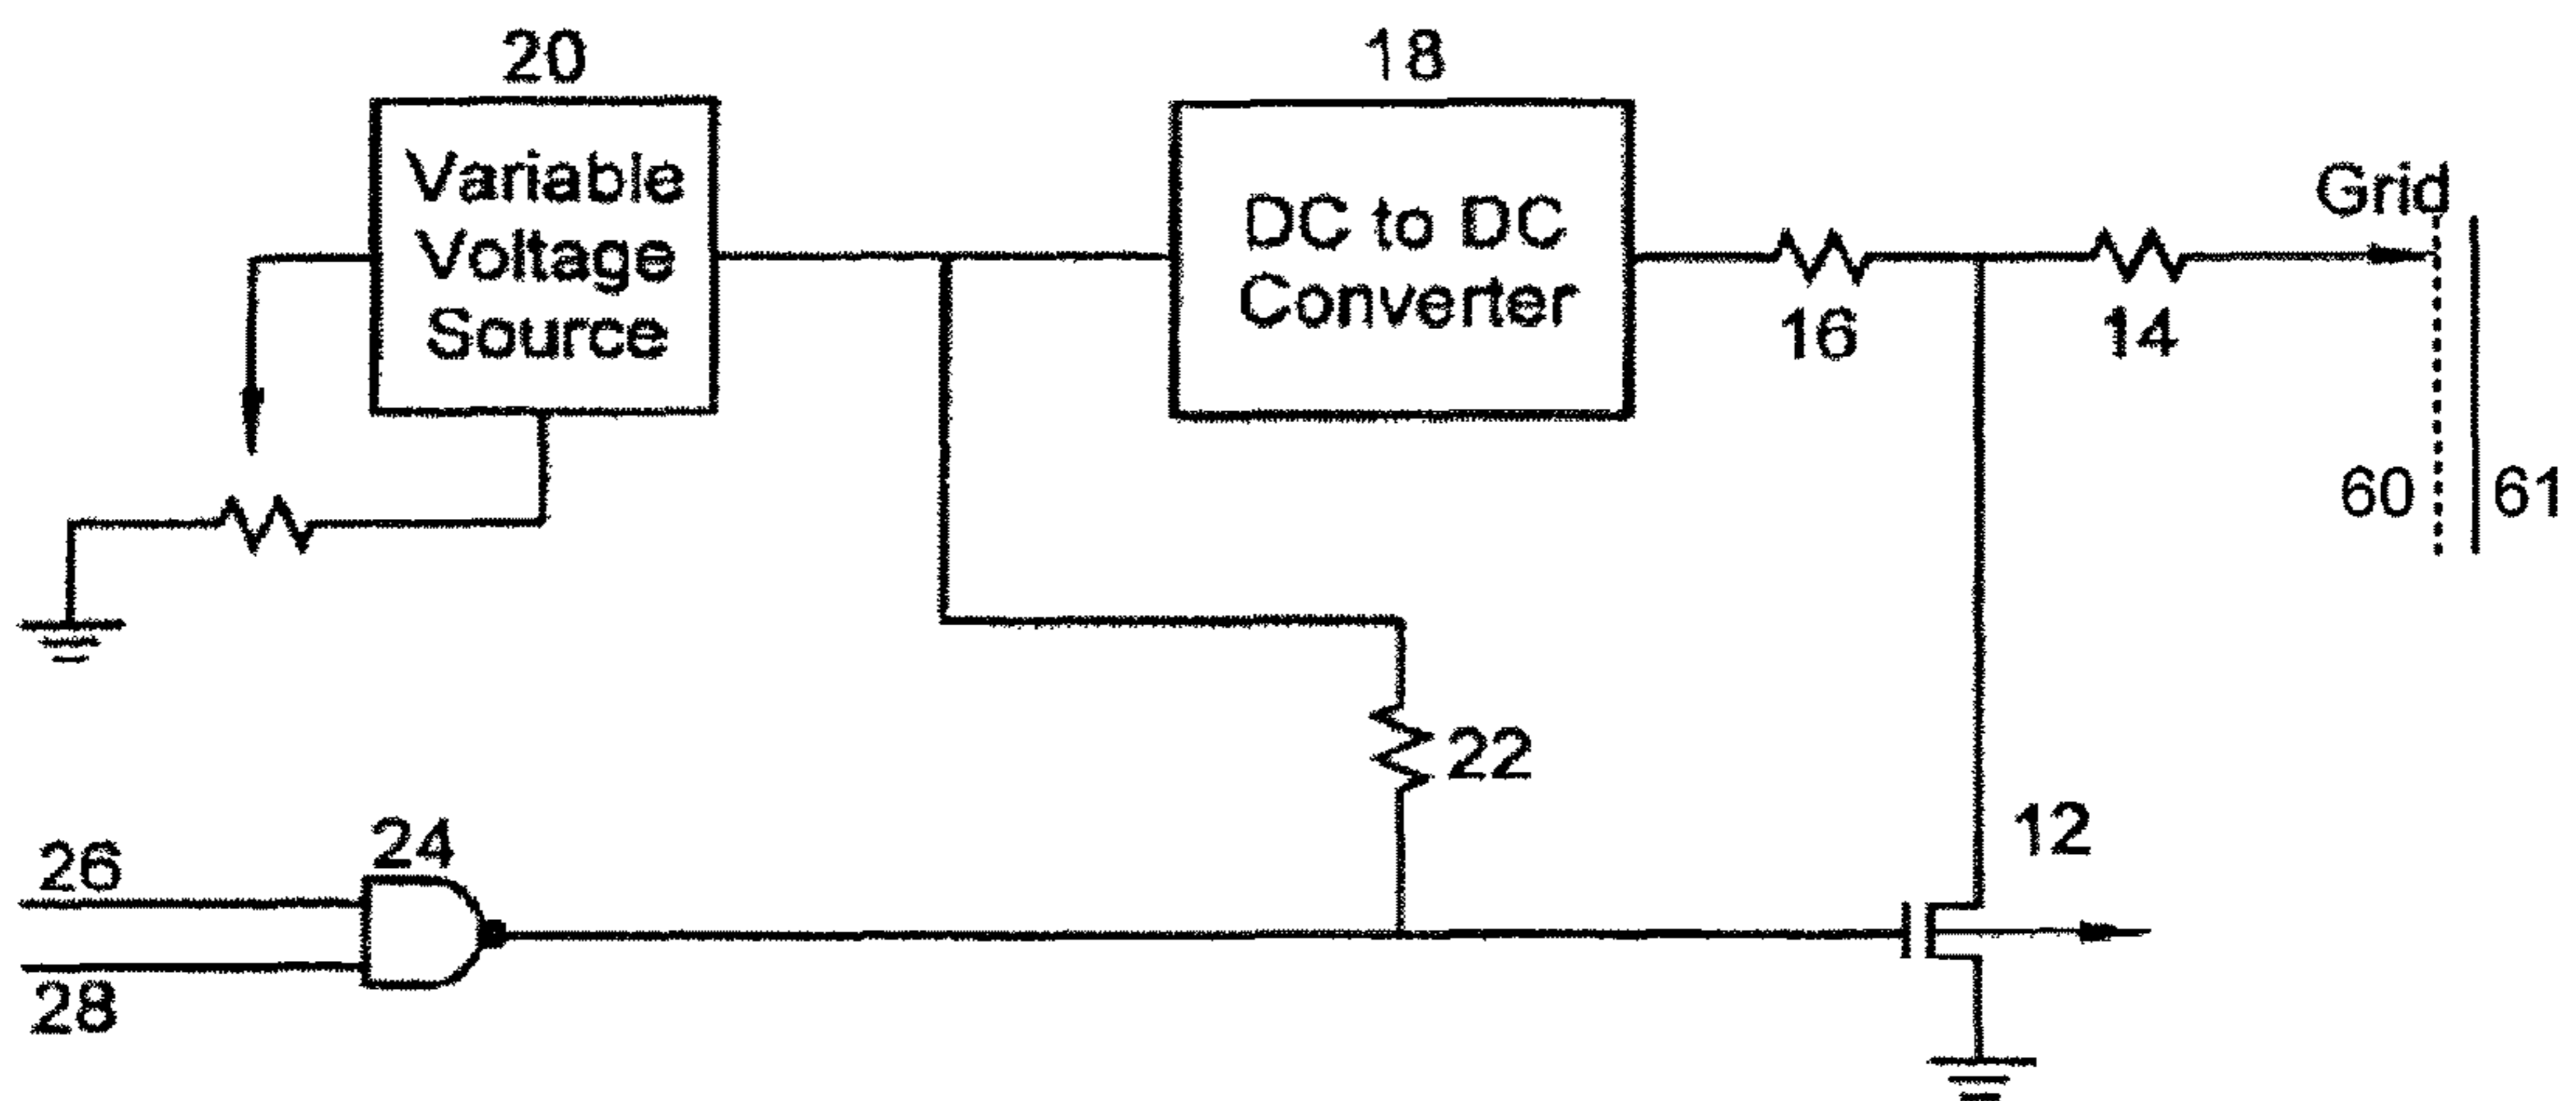 20
Variable
Voltage
Source
18
DC to DC
Converter
16
14
Grid
60
61
22
12
24
26
28